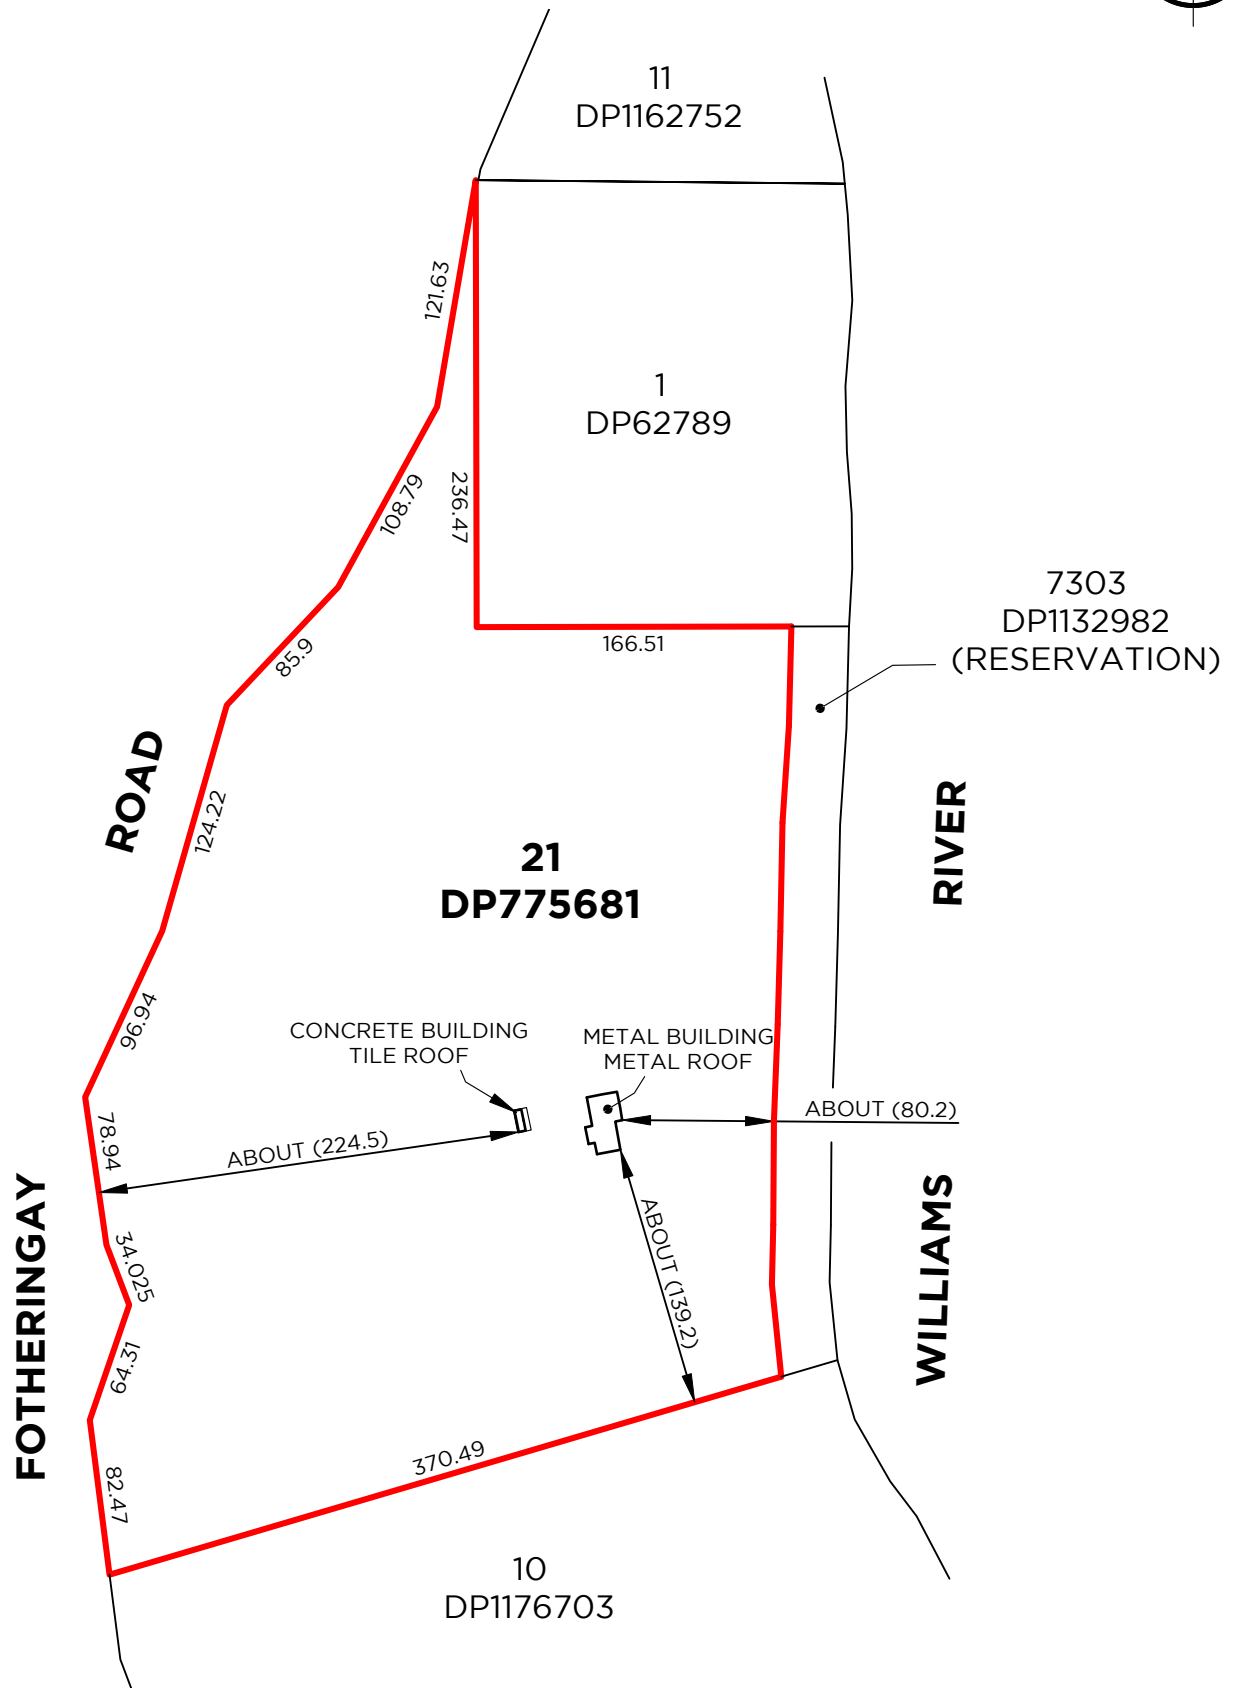 11
DP1162752
121.63
1
DP62789
108.79
236.47
7303
DP1132982
(RESERVATION)
85.9
166.51
ROAD
124.22
RIVER
21
DP775681
96.94
CONCRETE BUILDING
TILE ROOF
METAL BUILDING
METAL ROOF
ABOUT (80.2)
78.94
ABOUT (224.5)
ABOUT (139.2)
34.025
WILLIAMS
FOTHERINGAY
64.31
370.49
82.47
10
DP1176703